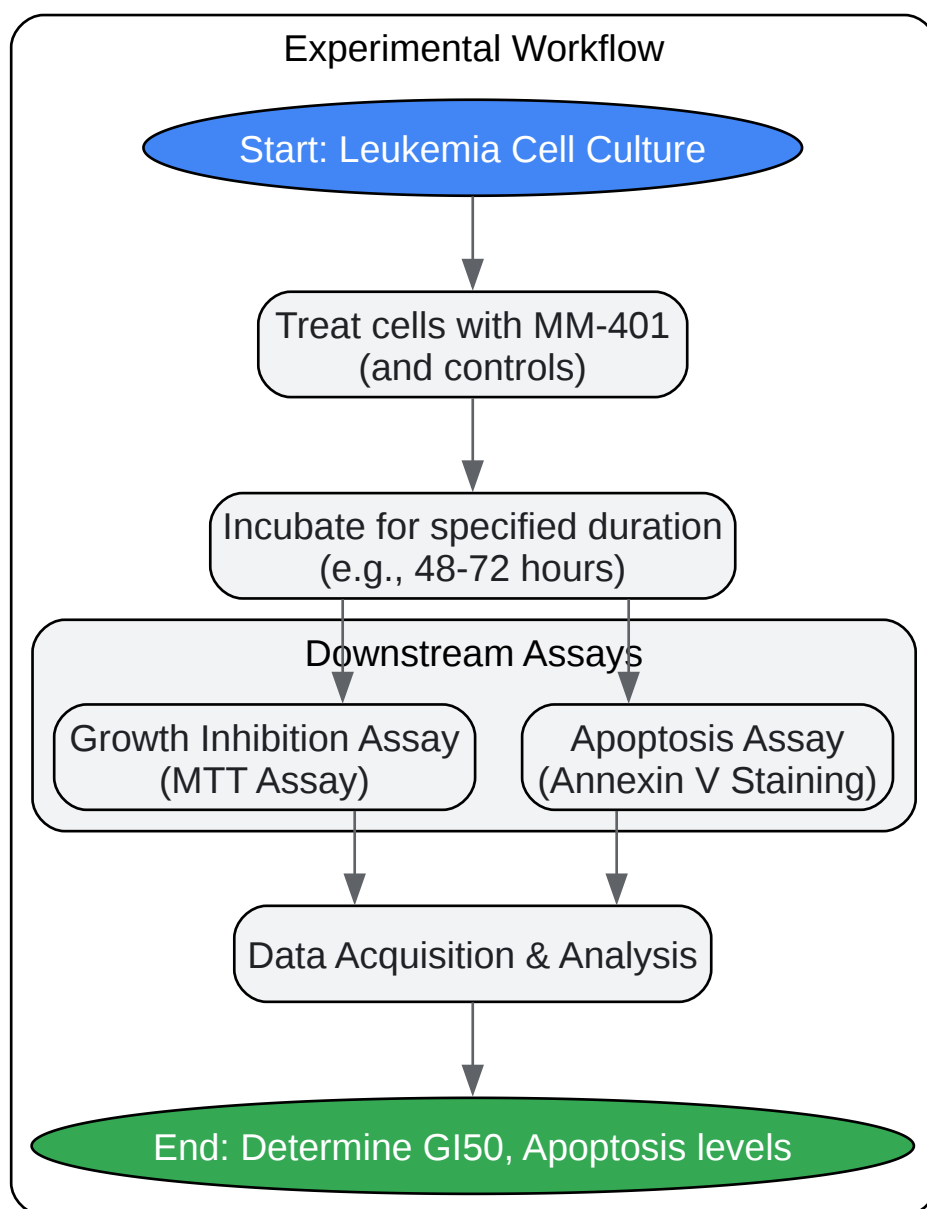 Experimental Workflow
Start: Leukemia Cell Culture
Treat cells with MM-401
(and controls)
Incubate for specified duration
(e.g., 48-72 hours)
Downstream Assays
Growth Inhibition Assay
(MTT Assay)
Apoptosis Assay
(Annexin V Staining)
Data Acquisition & Analysis
End: Determine GI50, Apoptosis levels